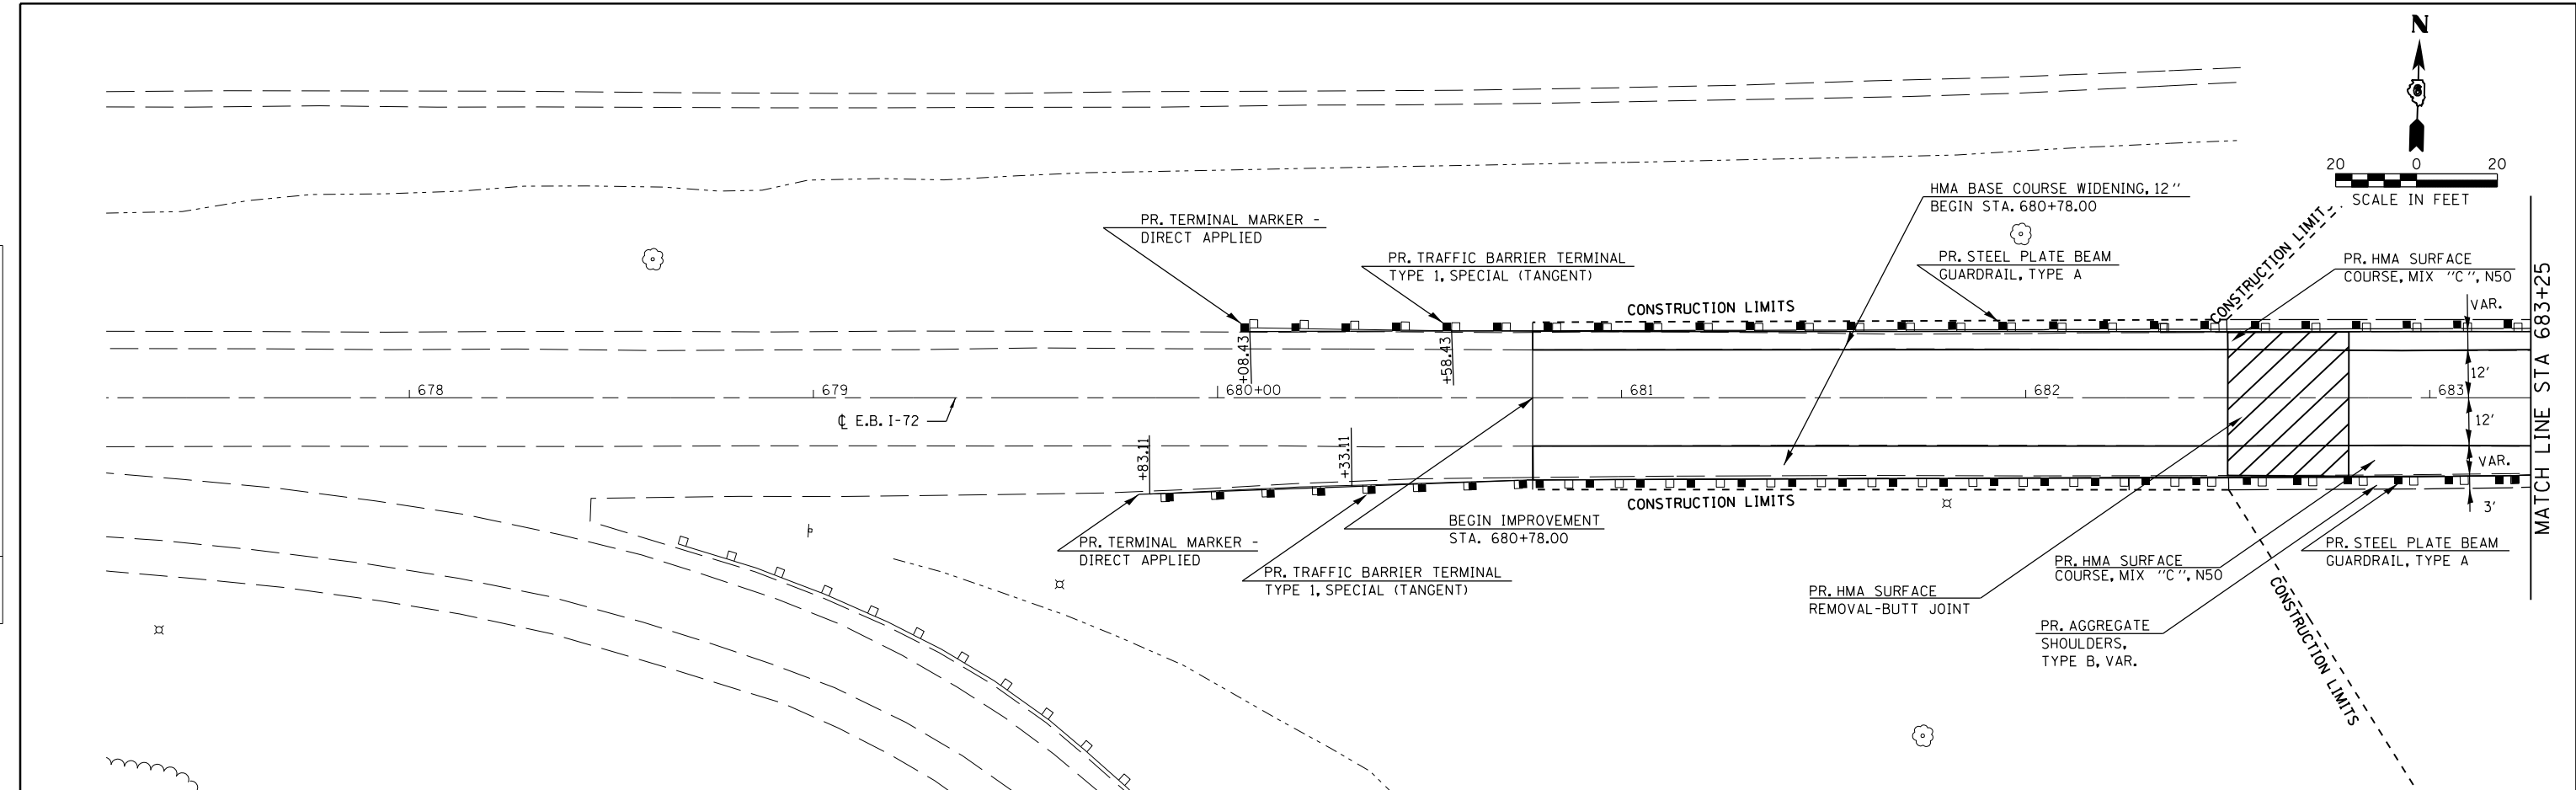 N
6
20 0 20
SCALE IN FEET
HMA BASE COURSE WIDENING, 12"
BEGIN STA. 680+78.00
PR. TERMINAL MARKER -
DIRECT APPLIED
PR. TRAFFIC BARRIER TERMINAL
TYPE 1, SPECIAL (TANGENT)
PR. STEEL PLATE BEAM
GUARDRAIL, TYPE A
CONSTRUCTION LIMIT
PR. HMA SURFACE
COURSE, MIX "C", N50
CONSTRUCTION LIMITS
VAR.
MATCH LINE STA 683+25
+08.43
+58.43
12'
678
679
680+00
681
682
683
℄ E.B. I-72
12'
+83.11
+33.11
VAR.
CONSTRUCTION LIMITS
3'
BEGIN IMPROVEMENT
STA. 680+78.00
PR. TERMINAL MARKER -
DIRECT APPLIED
PR. TRAFFIC BARRIER TERMINAL
TYPE 1, SPECIAL (TANGENT)
PR. STEEL PLATE BEAM
GUARDRAIL, TYPE A
PR. HMA SURFACE
COURSE, MIX "C", N50
PR. HMA SURFACE
REMOVAL-BUTT JOINT
PR. AGGREGATE
SHOULDERS,
TYPE B, VAR.
CONSTRUCTION LIMITS